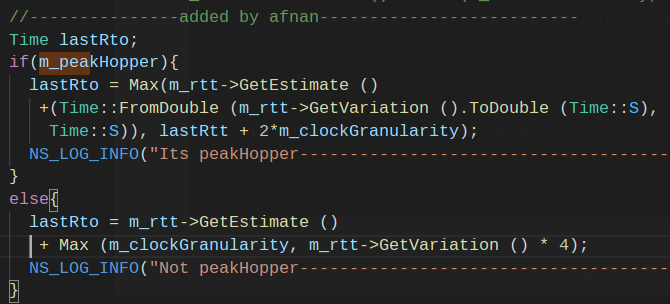 //---------------added by afnan--------------------------
Time lastRto;
if(m_peakHopper){
lastRto = Max(m_rtt->GetEstimate ()
+(Time::FromDouble (m_rtt->GetVariation ().ToDouble (Time::S),
Time::S)), lastRtt + 2*m_clockGranularity);
NS_LOG_INFO("Its peakHopper-------------------------------------
}
else{
lastRto = m_rtt->GetEstimate ()
+ Max (m_clockGranularity, m_rtt->GetVariation () * 4);
NS_LOG_INFO("Not peakHopper-------------------------------------
}